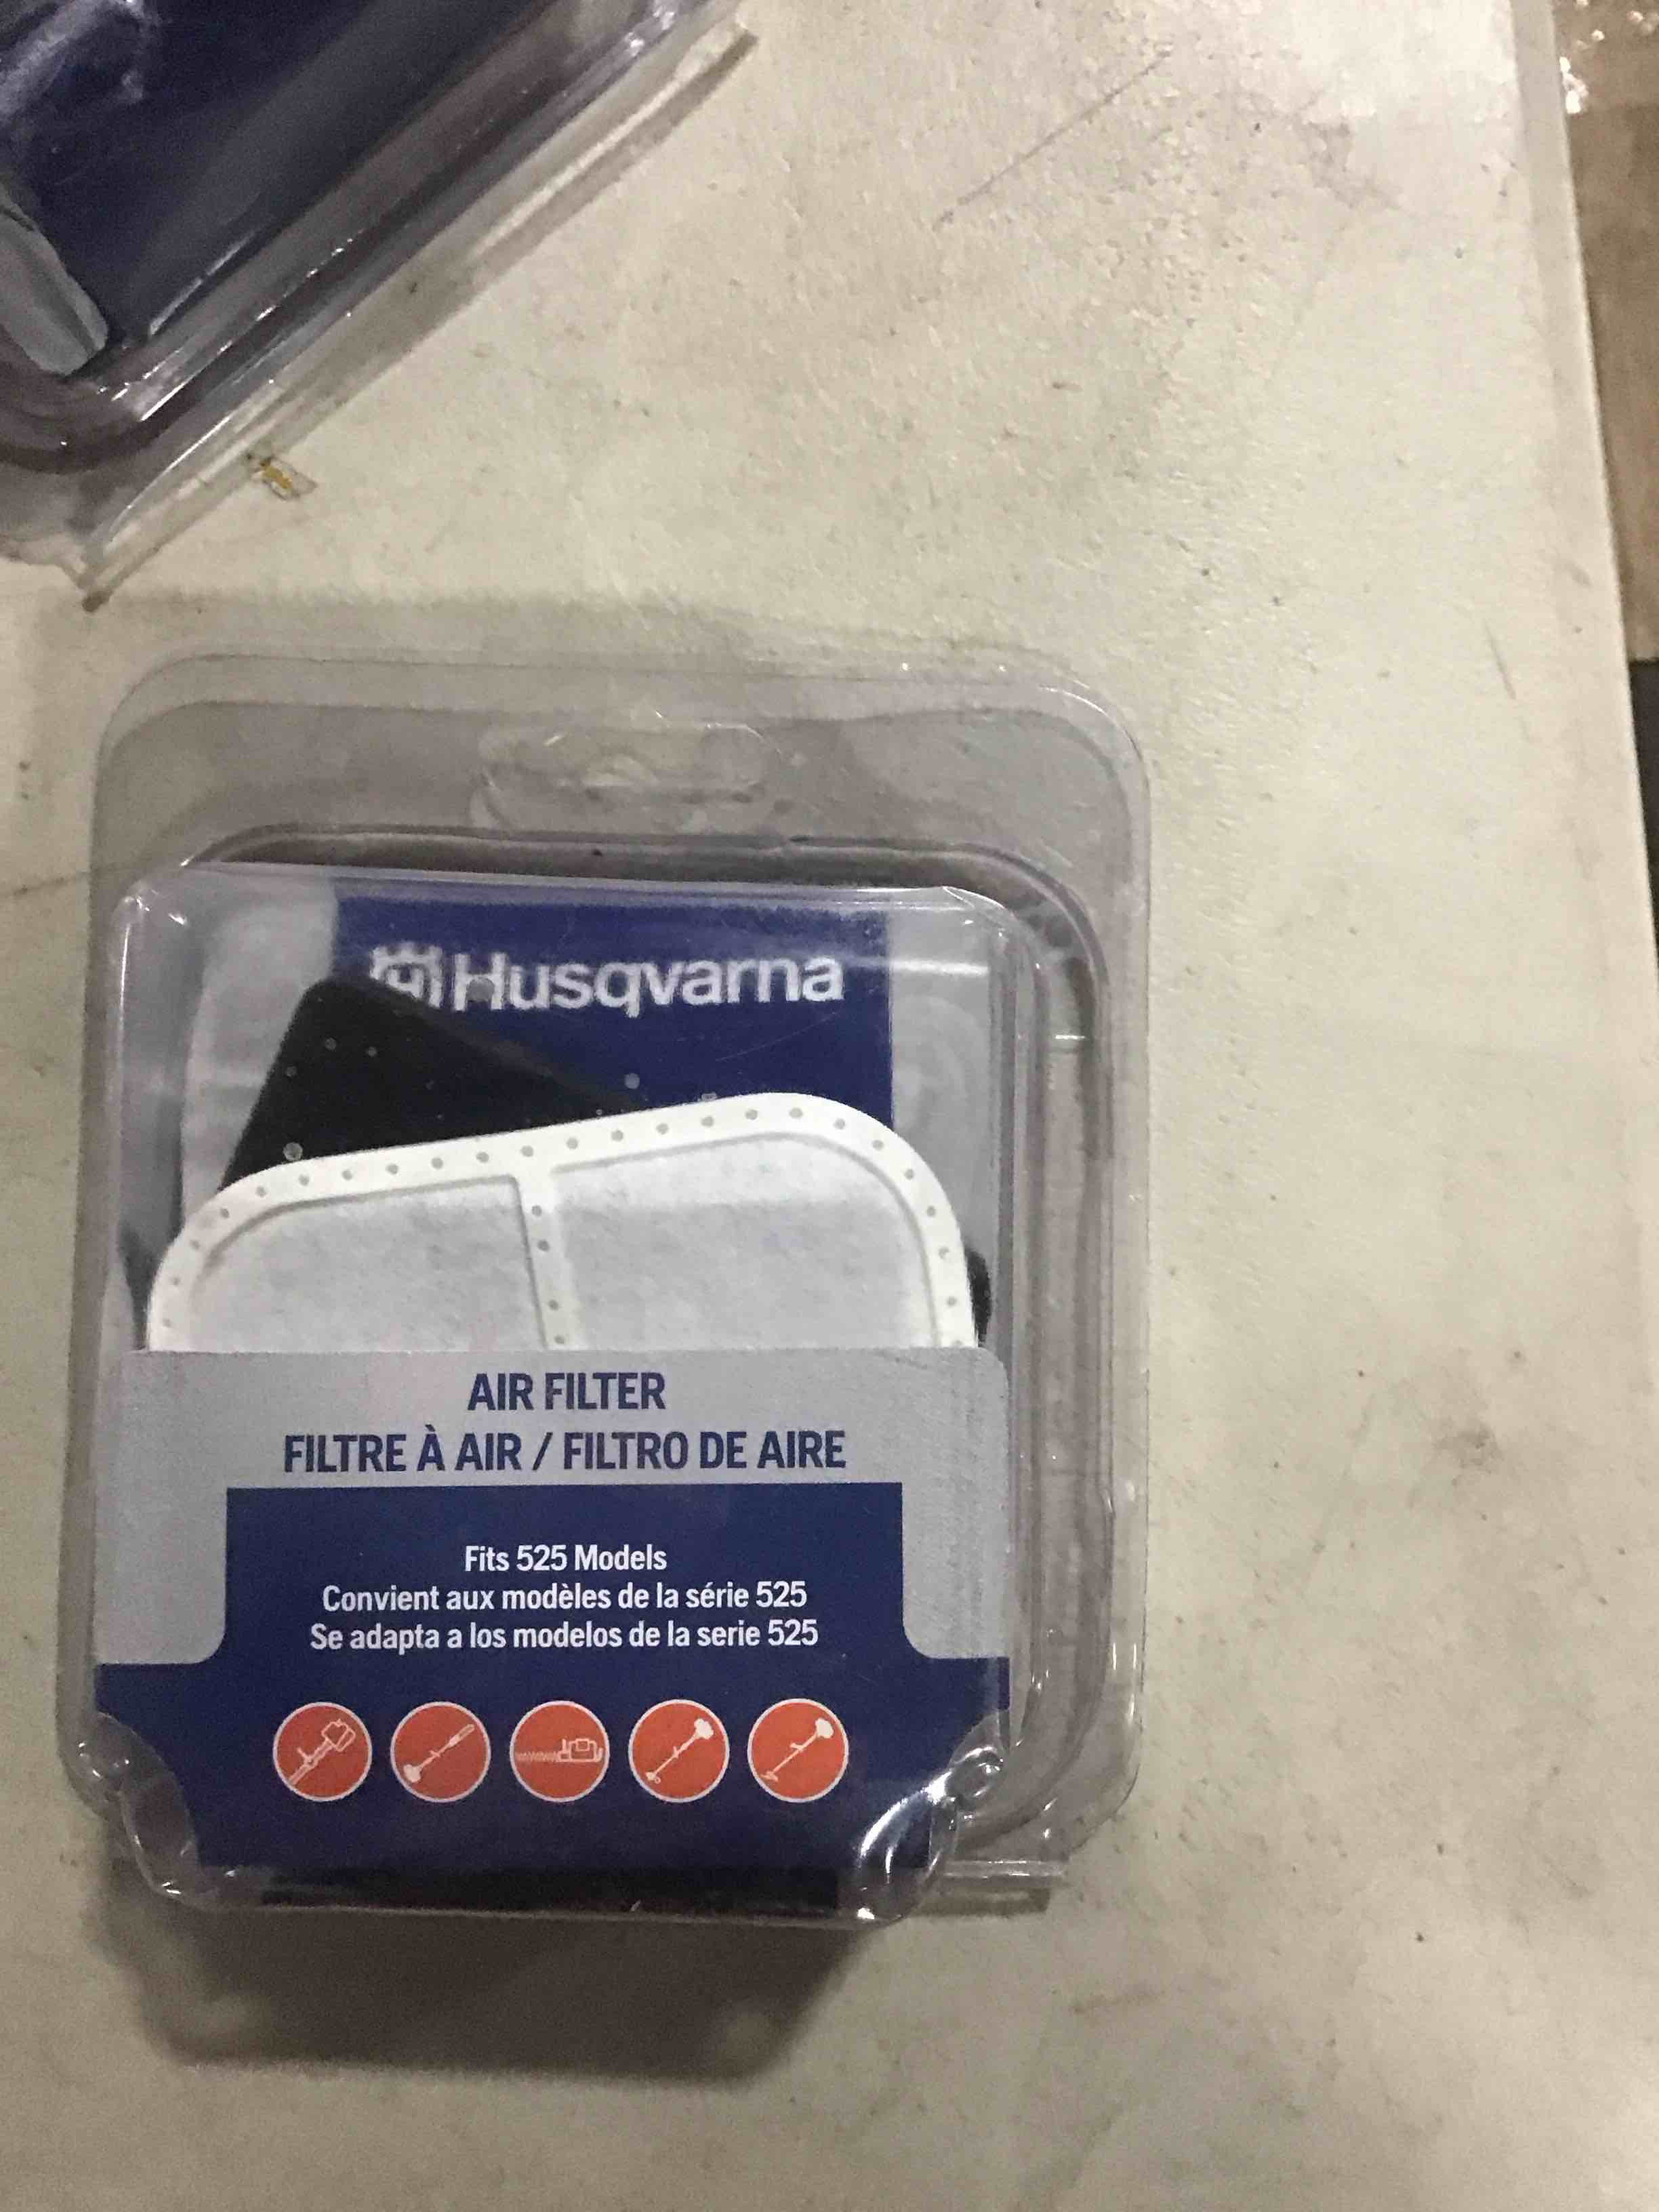 Husqvarna
AIR FILTER
FILTRE À AIR / FILTRO DE AIRE
Fits 525 Models
Convient aux modèles de la série 525
Se adapta a los modelos de la serie 525